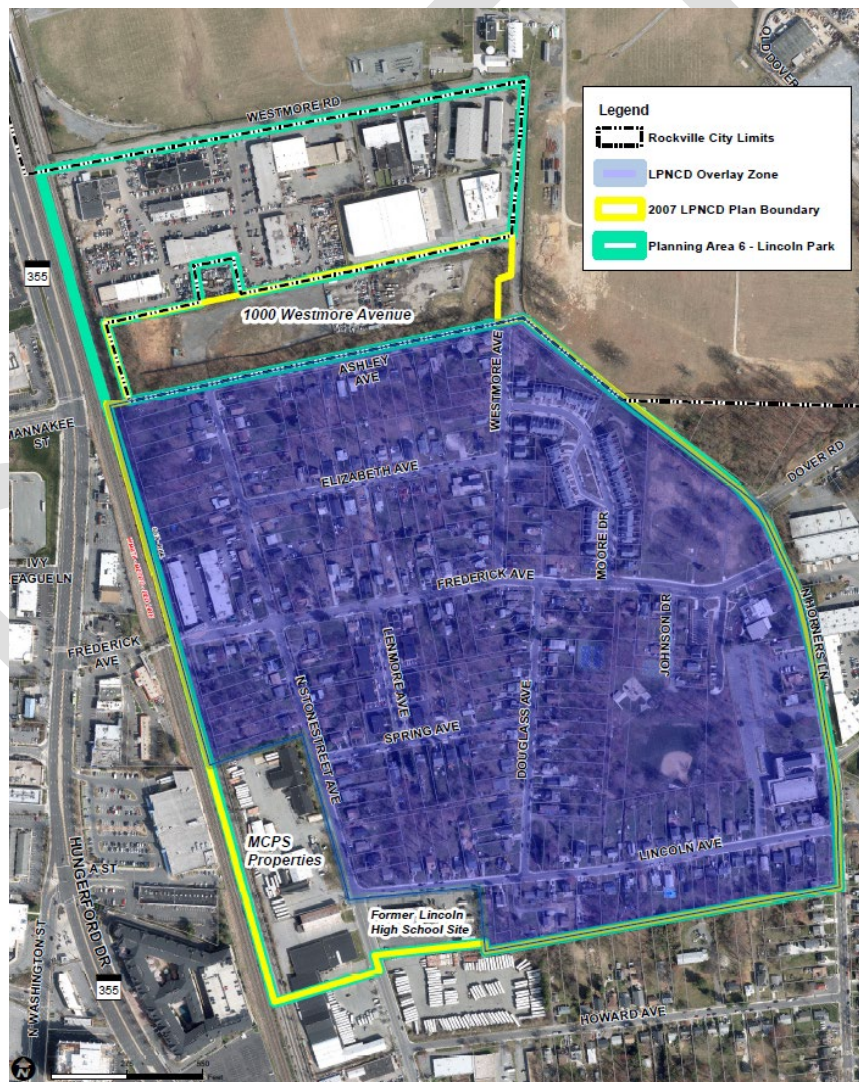 OLD DOVER
WESTMORE RD
Legend
Rockville City Limits
LPNCD Overlay Zone
2007 LPNCD Plan Boundary
Planning Area 6 - Lincoln Park
355
1000 Westmore Avenue
ASHLEY
AVE
WESTMORE AVE
MANNAKEE
ST
ELIZABETH AVE
DOVER RD
IVY
LEAGUE LN
MOORE DR
FREDERICK AVE
N HORNERS LN
FREDERICK
AVE
LENMORE AVE
JOHNSON DR
N STONESTREET AVE
SPRING AVE
DOUGLASS AVE
MCPS
Properties
LINCOLN AVE
A ST
HUNGERFORD DR
Former Lincoln
High School Site
N WASHINGTON ST
355
HOWARD AVE
550
Feet